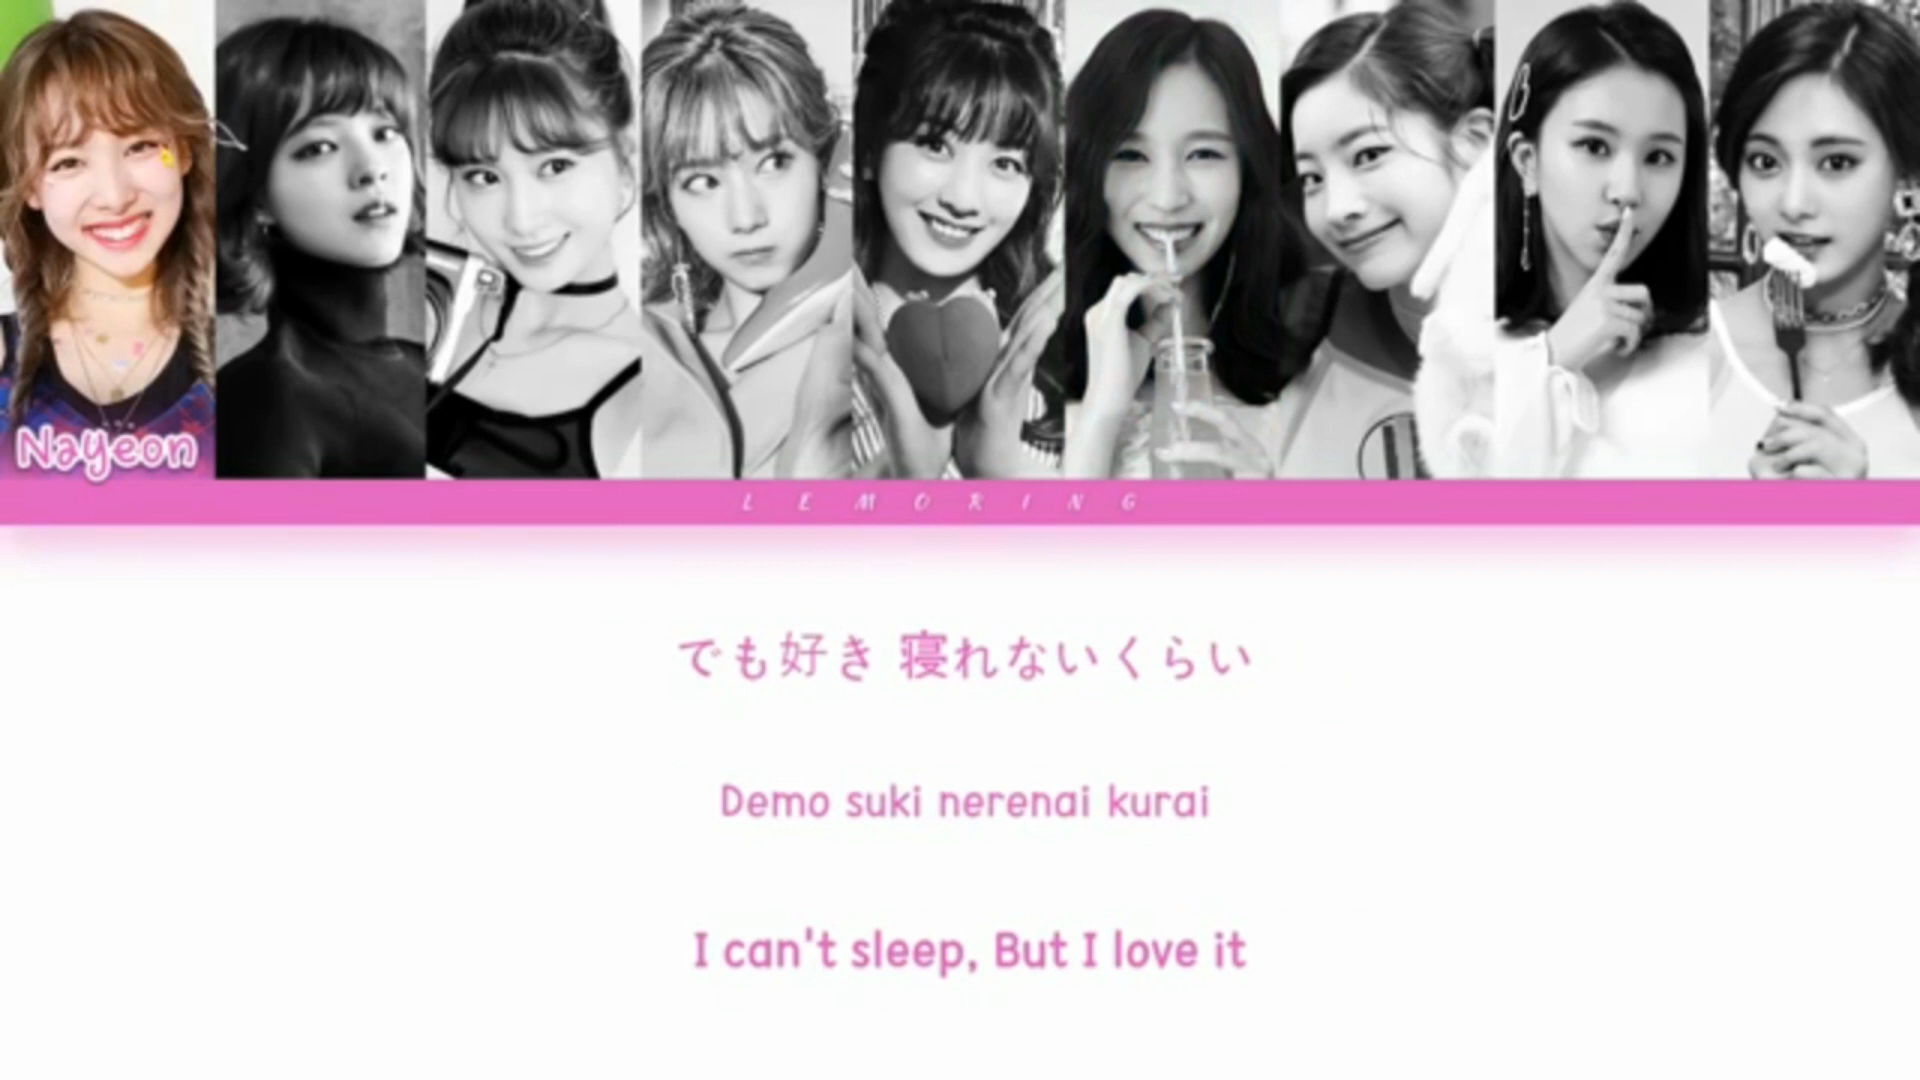 Nayeon
LEMORING
でも好き 寝れないくらい
Demo suki nerenai kurai
I can't sleep, But I love it